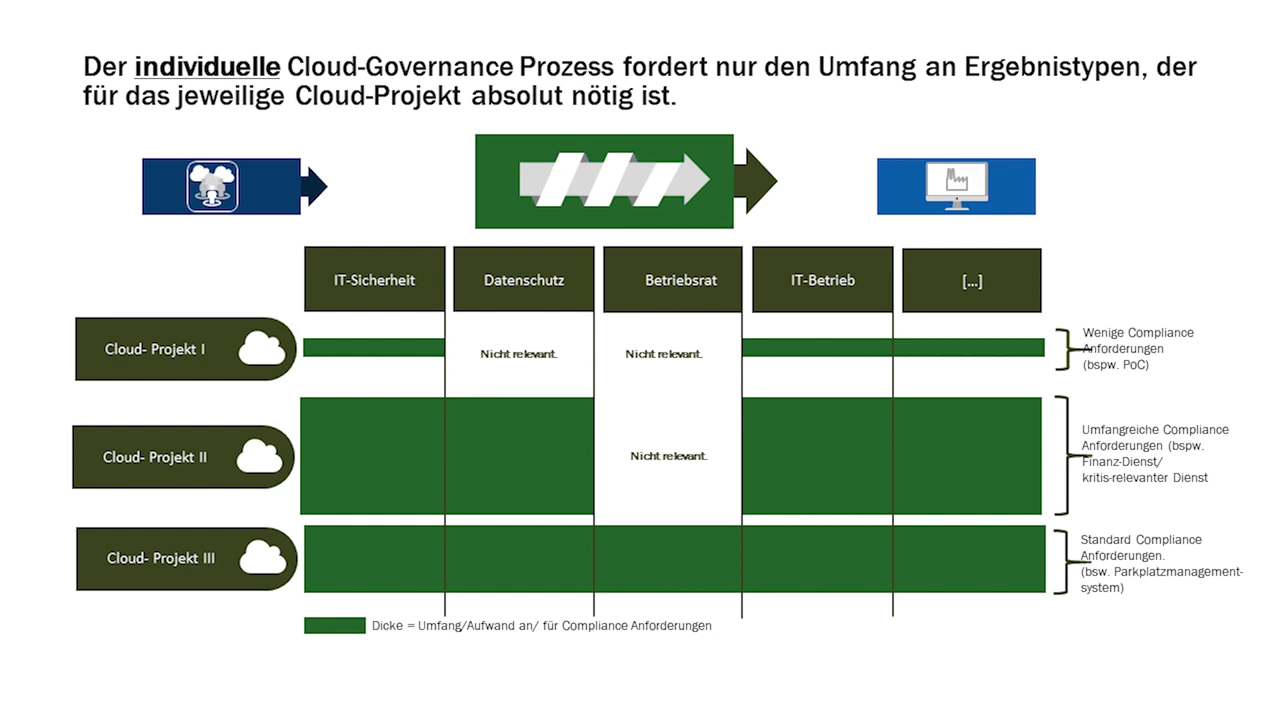 Der individuelle Cloud-Governance Prozess fordert nur den Umfang an Ergebnistypen, der
für das jeweilige Cloud-Projekt absolut nötig ist.
IT-Sicherheit
Datenschutz
Betriebsrat
IT-Betrieb
[...]
Cloud- Projekt I
Nicht relevant.
Nicht relevant.
Wenige Compliance
Anforderungen
(bspw. PoC)
Cloud- Projekt II
Nicht relevant.
Umfangreiche Compliance
Anforderungen (bspw.
Finanz-Dienst/
kritis-relevanter Dienst
Cloud- Projekt III
Standard Compliance
Anforderungen.
(bsw. Parkplatzmanagement-
system)
Dicke = Umfang/Aufwand an/ für Compliance Anforderungen